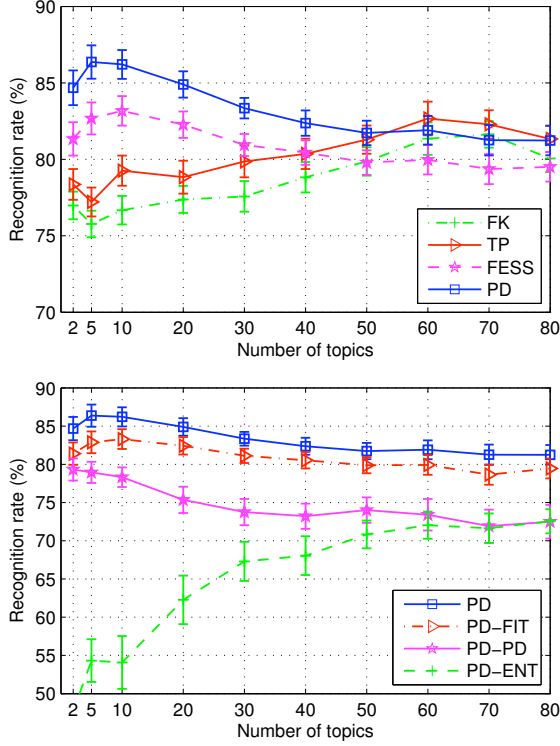 90
85
80
75
70
Recognition rate (%)
FK
TP
FESS
PD
2 5 10 20 30 40 50 60 70 80
Number of topics
90
85
80
75
70
65
60
55
50
Recognition rate (%)
PD
PD-FIT
PD-PD
PD-ENT
2 5 10 20 30 40 50 60 70 80
Number of topics